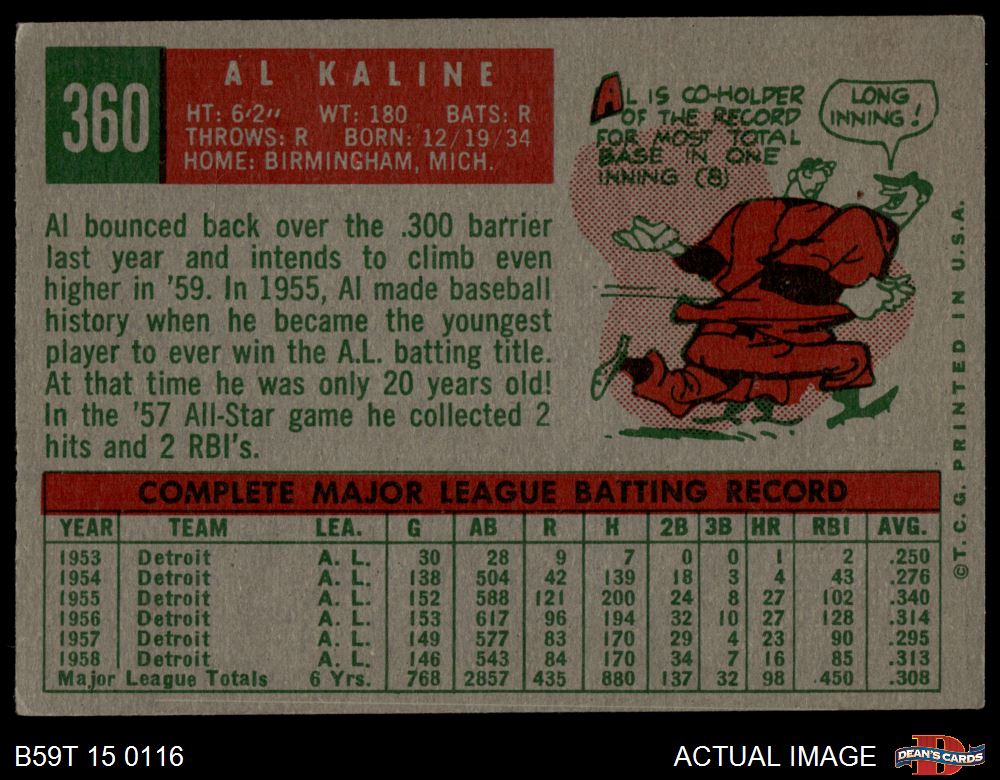 360
AL KALINE
HT: 6'2" WT: 180 BATS: R
THROWS: R BORN: 12/19/34
HOME: BIRMINGHAM, MICH.
AL IS CO-HOLDER
OF THE RECORD
FOR MOST TOTAL
BASE IN ONE
INNING (8)
LONG
INNING!
Al bounced back over the .300 barrier
last year and intends to climb even
higher in '59. In 1955, Al made baseball
history when he became the youngest
player to ever win the A.L. batting title.
At that time he was only 20 years old!
In the '57 All-Star game he collected 2
hits and 2 RBI's.
COMPLETE MAJOR LEAGUE BATTING RECORD
YEAR TEAM LEA. G AB R H 2B 3B HR RBI AVG.
1953 Detroit A. L. 30 28 9 7 0 0 1 2 .250
1954 Detroit A. L. 138 504 42 139 18 3 4 43 .276
1955 Detroit A. L. 152 588 121 200 24 8 27 102 .340
1956 Detroit A. L. 153 617 96 194 32 10 27 128 .314
1957 Detroit A. L. 149 577 83 170 29 4 23 90 .295
1958 Detroit A. L. 146 543 84 170 34 7 16 85 .313
Major League Totals 6 Yrs. 768 2857 435 880 137 32 98 450 .308
©T. C. G. PRINTED IN U.S.A.
B59T 15 0116
ACTUAL IMAGE
D
DEAN'S CARDS